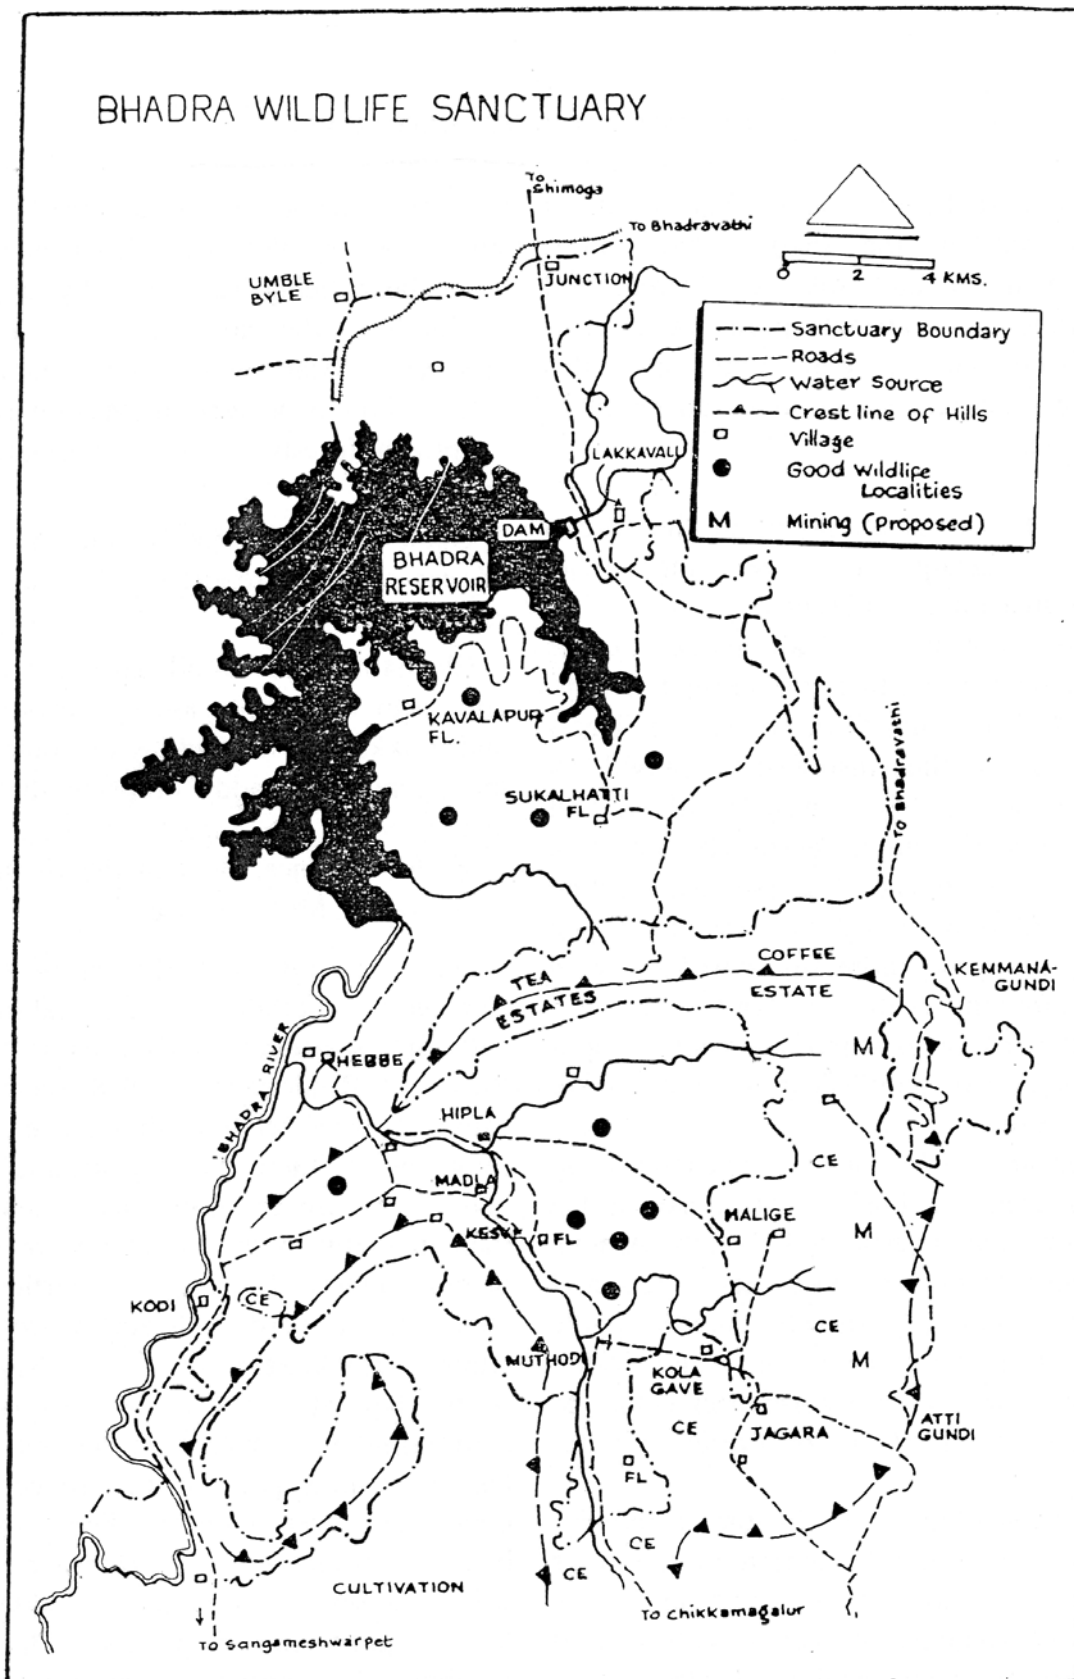 BHADRA WILDLIFE SANCTUARY
To
Shimoga
To Bhadravathi
UMBLE
BYLE
JUNCTION
0 2 4 KMS.
Sanctuary Boundary
Roads
Water Source
Crestline of Hills
Village
Good Wildlife
Localities
M Mining (Proposed)
LAKKAVALI
DAM
BHADRA
RESERVOIR
KAVALAPUR
FL.
SUKALHATTI
FL
To Bhadravathi
COFFEE
ESTATE
TEA
ESTATES
KEMMANA-
GUNDI
BHADRA RIVER
HEBBE
M
HIPLA
CE
MADLA
KESVE
FL
MALIGE
M
KODI
CE
CE
MUTHODI
KOLA
GAVE
M
CE
JAGARA
ATTI
GUNDI
FL
CE
CE
CULTIVATION
To Chikkamagalur
To Sangameshwarpet